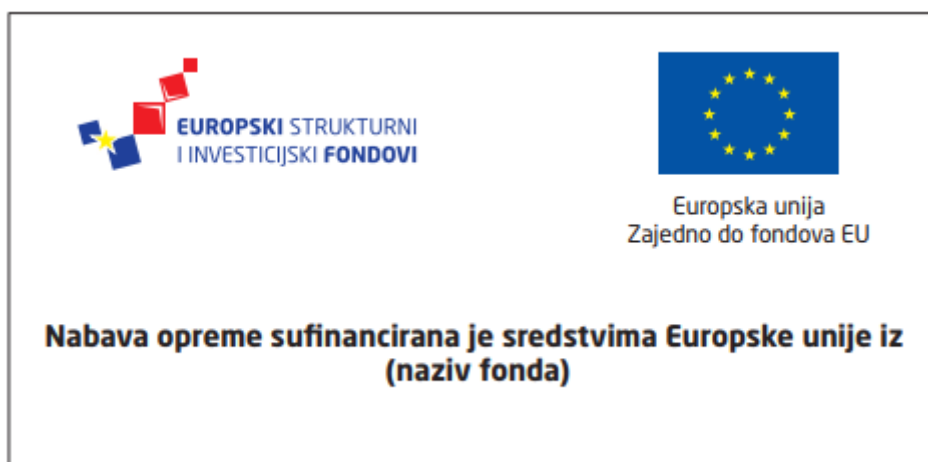 EUROPSKI STRUKTURNI
I INVESTICIJSKI FONDOVI
Europska unija
Zajedno do fondova EU
Nabava opreme sufinancirana je sredstvima Europske unije iz
(naziv fonda)